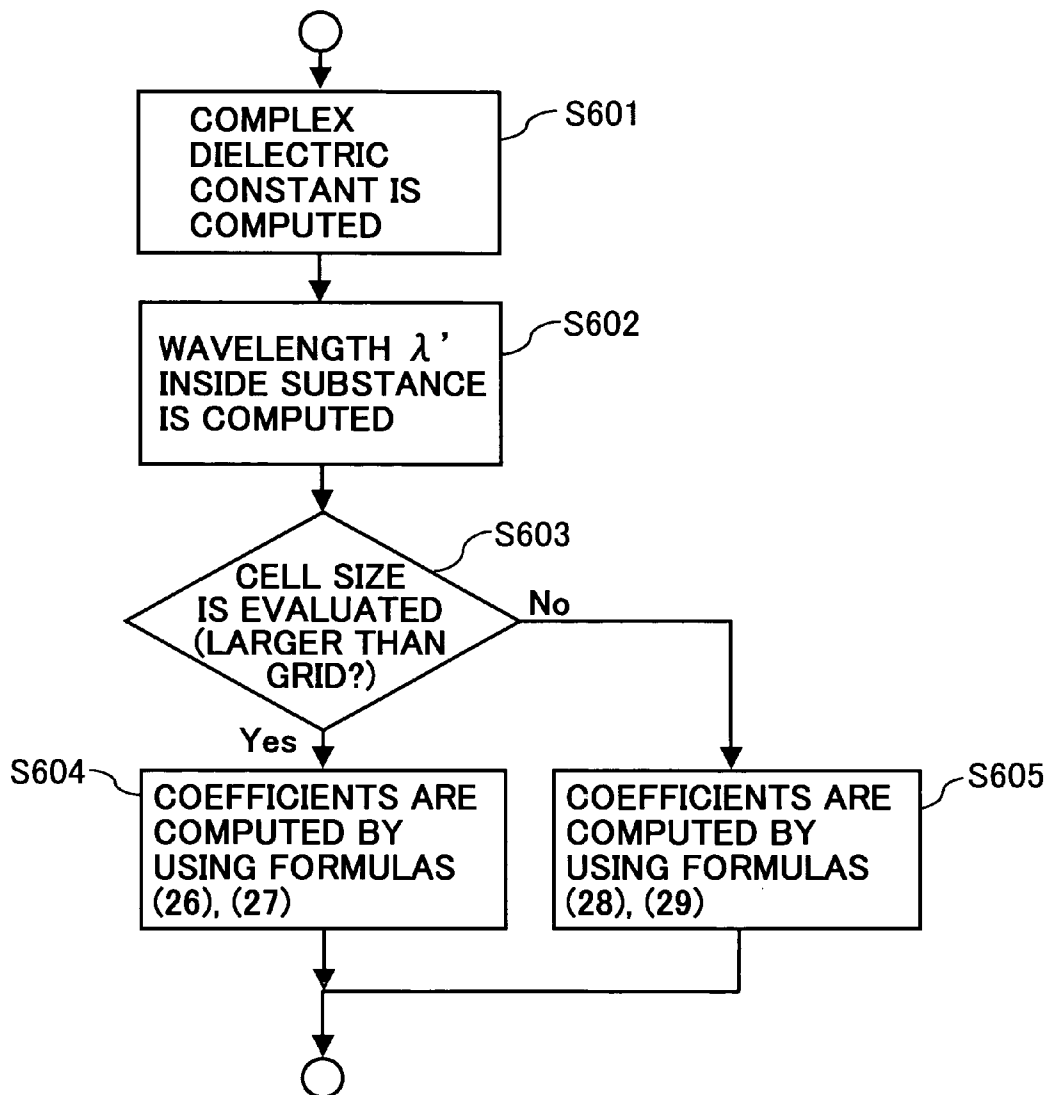 COMPLEX
DIELECTRIC
CONSTANT IS
COMPUTED
S601
WAVELENGTH λ'
INSIDE SUBSTANCE
IS COMPUTED
S602
S603
CELL SIZE
IS EVALUATED
(LARGER THAN
GRID?)
No
Yes
S604
COEFFICIENTS ARE
COMPUTED BY
USING FORMULAS
(26), (27)
S605
COEFFICIENTS ARE
COMPUTED BY
USING FORMULAS
(28), (29)